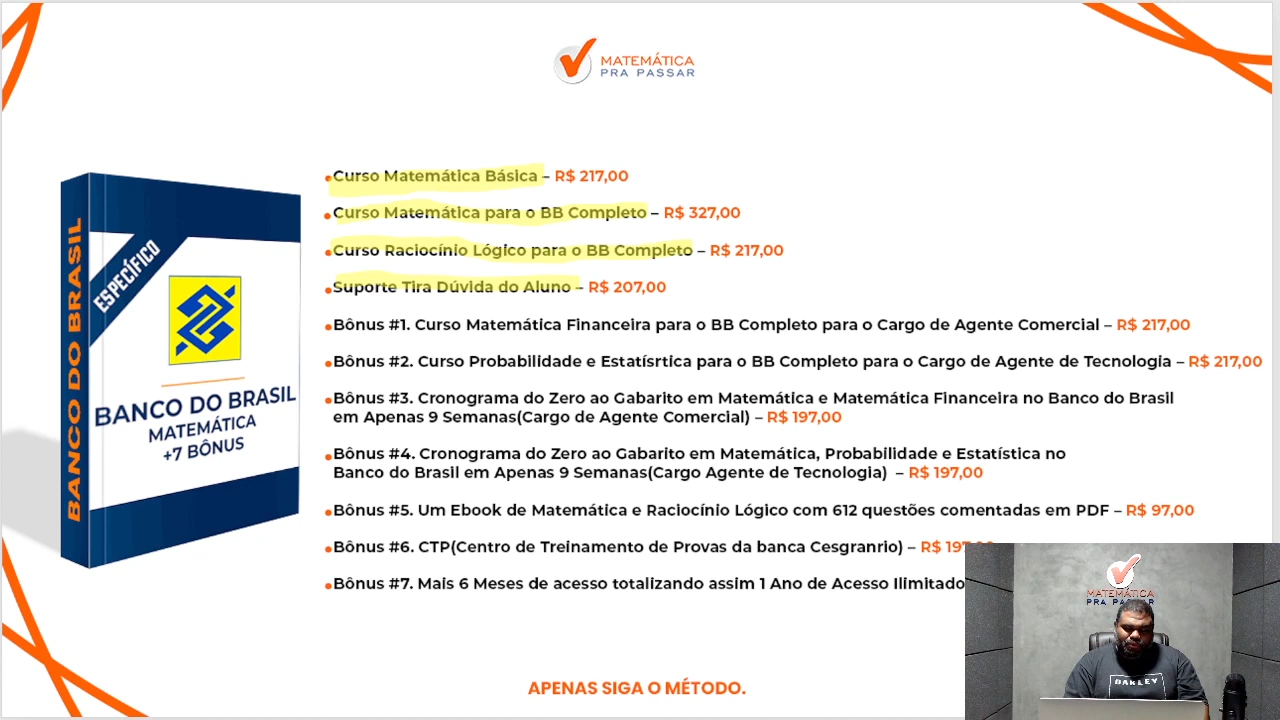 MATEMÁTICA
PRA PASSAR
Curso Matemática Básica – R$ 217,00
Curso Matemática para o BB Completo – R$ 327,00
Curso Raciocínio Lógico para o BB Completo – R$ 217,00
Suporte Tira Dúvida do Aluno – R$ 207,00
Bônus #1. Curso Matemática Financeira para o BB Completo para o Cargo de Agente Comercial – R$ 217,00
Bônus #2. Curso Probabilidade e Estatísrtica para o BB Completo para o Cargo de Agente de Tecnologia – R$ 217,00
Bônus #3. Cronograma do Zero ao Gabarito em Matemática e Matemática Financeira no Banco do Brasil
em Apenas 9 Semanas(Cargo de Agente Comercial) – R$ 197,00
Bônus #4. Cronograma do Zero ao Gabarito em Matemática, Probabilidade e Estatística no
Banco do Brasil em Apenas 9 Semanas(Cargo Agente de Tecnologia) – R$ 197,00
Bônus #5. Um Ebook de Matemática e Raciocínio Lógico com 612 questões comentadas em PDF – R$ 97,00
Bônus #6. CTP(Centro de Treinamento de Provas da banca Cesgranrio) – R$ 197
Bônus #7. Mais 6 Meses de acesso totalizando assim 1 Ano de Acesso Ilimitado
BANCO DO BRASIL
ESPECÍFICO
BANCO DO BRASIL
MATEMÁTICA
+7 BÔNUS
MATEMÁTICA
PRA PASSAR
OAKLEY
APENAS SIGA O MÉTODO.